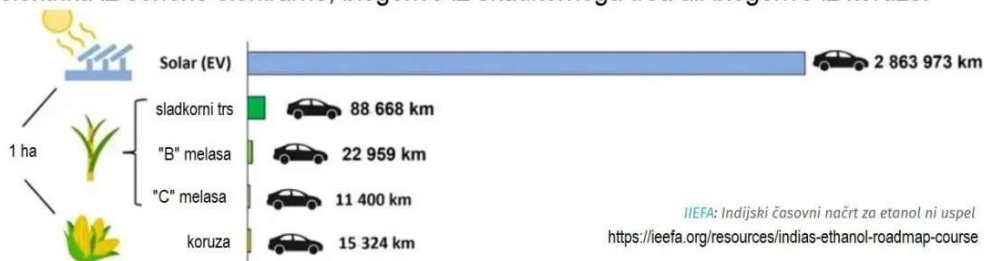 Solar (EV) 2 863 973 km
sladkorni trs 88 668 km
1 ha
"B" melasa 22 959 km
"C" melasa 11 400 km
IIEFA: Indijski časovni načrt za etanol ni uspel
koruza 15 324 km
https://ieefa.org/resources/indias-ethanol-roadmap-course